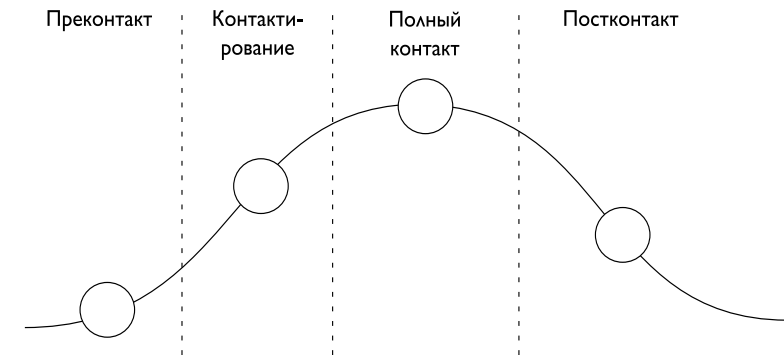 Преконтакт
Контакти-
рование
Полный
контакт
Постконтакт